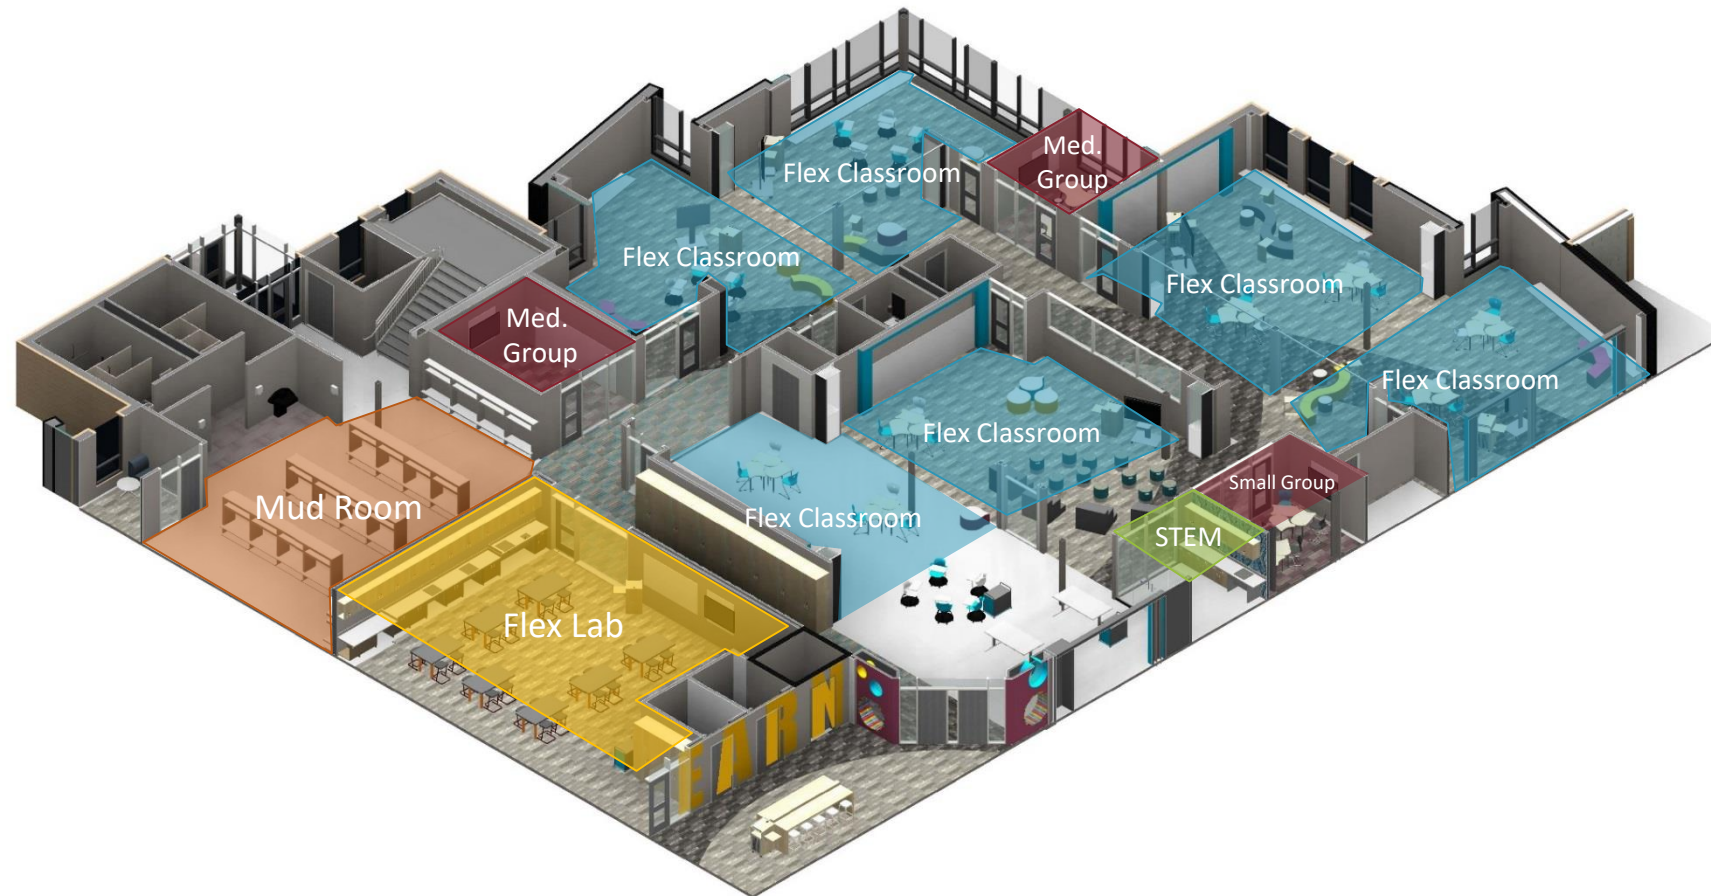 Flex Classroom
Med.
Group
Flex Classroom
Flex Classroom
Med.
Group
Flex Classroom
Flex Classroom
Small Group
Mud Room
Flex Classroom
STEM
Flex Lab
EARN